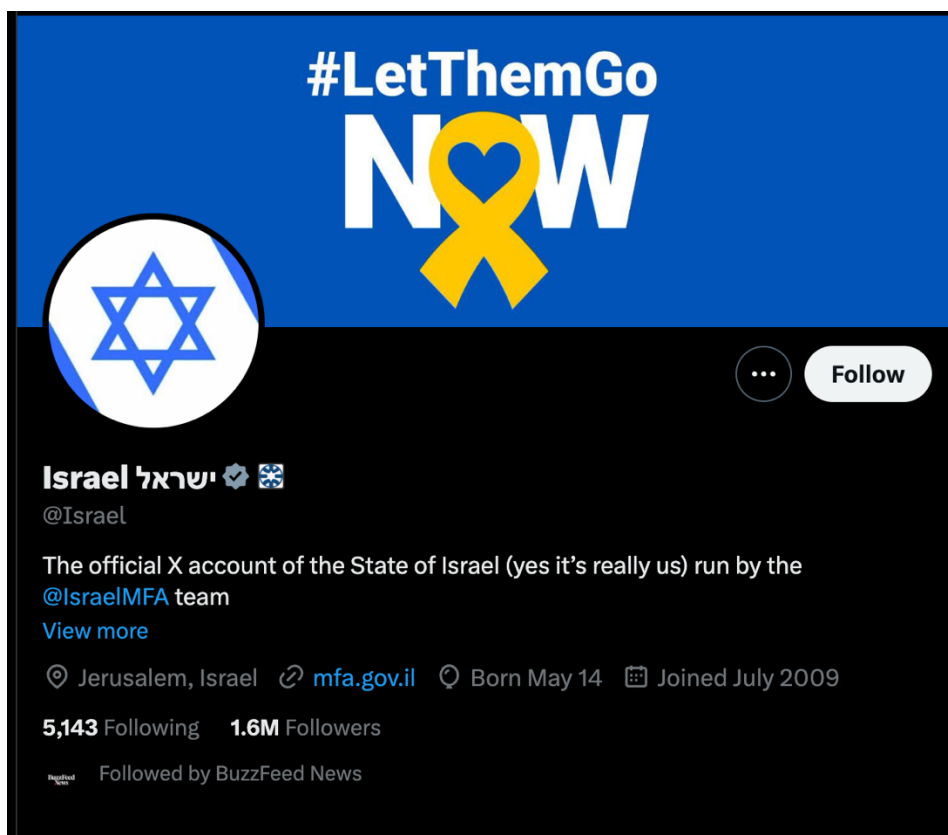 #LetThemGo
NOW
Follow
Israel ישראל
@Israel
The official X account of the State of Israel (yes it's really us) run by the
@IsraelMFA team
View more
Jerusalem, Israel mfa.gov.il Born May 14 Joined July 2009
5,143 Following 1.6M Followers
BuzzFeed
News
Followed by BuzzFeed News